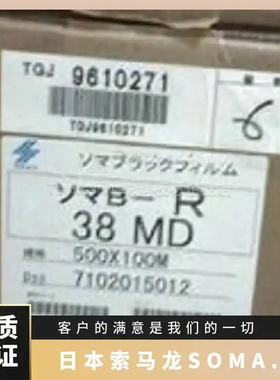 TQJ 9610271
TQJ9610271
6
ソマブラックフィルム
ソマB- R
38 MD
規格 500X100M
7102015012
质
证
客户的满意是我们的一切
日本索马龙SOMA